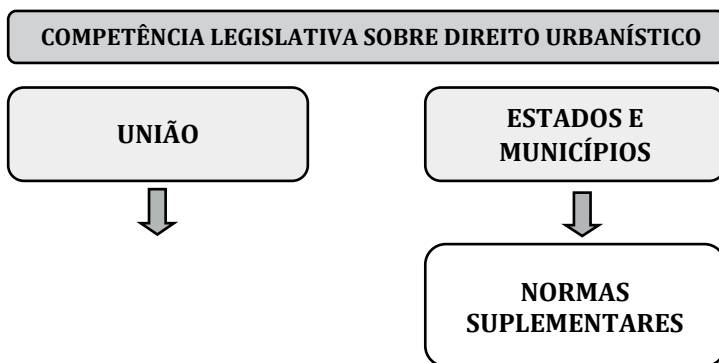 COMPETÊNCIA LEGISLATIVA SOBRE DIREITO URBANÍSTICO
UNIÃO
ESTADOS E
MUNICÍPIOS
NORMAS
SUPLEMENTARES